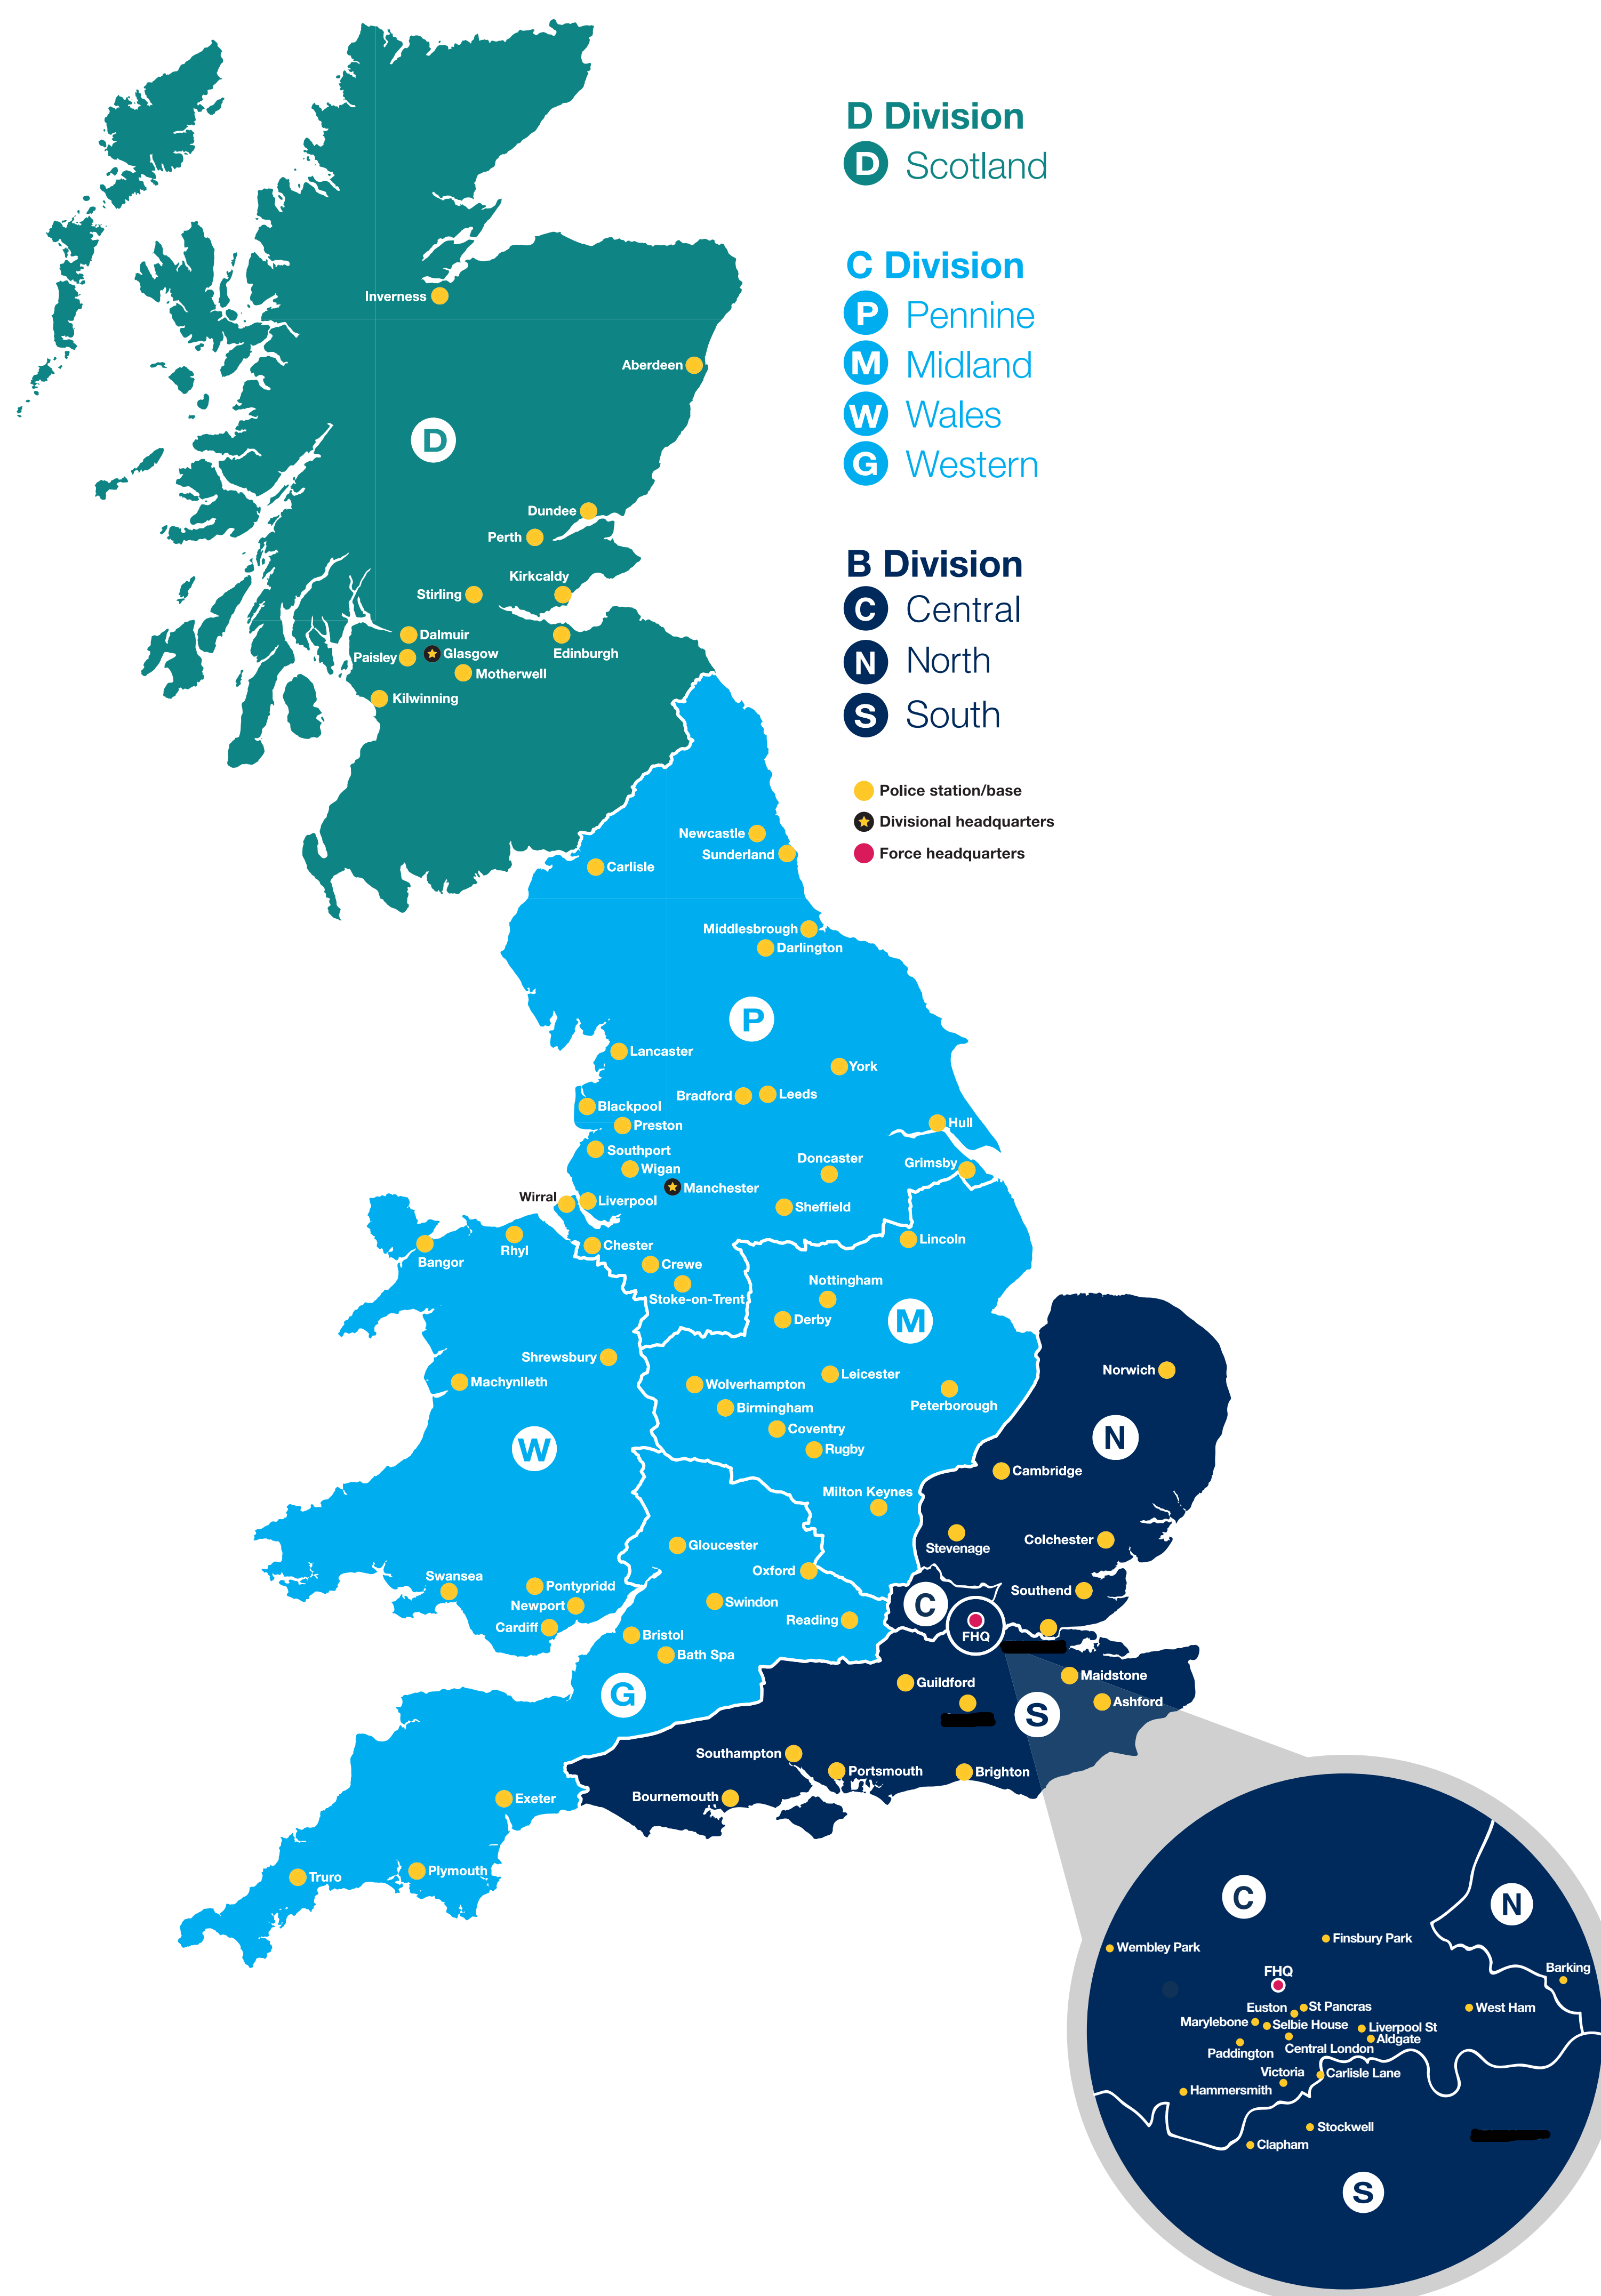 D Division
D Scotland
C Division
P Pennine
M Midland
W Wales
G Western
B Division
C Central
N North
S South
Police station/base
Divisional headquarters
Force headquarters
Inverness
Aberdeen
D
Dundee
Perth
Kirkcaldy
Stirling
Dalmuir
Glasgow
Edinburgh
Paisley
Motherwell
Kilwinning
Newcastle
Sunderland
Carlisle
Middlesbrough
Darlington
P
Lancaster
York
Bradford
Leeds
Blackpool
Preston
Hull
Southport
Doncaster
Grimsby
Wigan
Manchester
Wirral
Liverpool
Sheffield
Lincoln
Chester
Rhyl
Bangor
Crewe
Nottingham
Stoke-on-Trent
Derby
M
Shrewsbury
Norwich
Leicester
Machynlleth
Wolverhampton
Peterborough
Birmingham
Coventry
N
W
Rugby
Cambridge
Milton Keynes
Colchester
Stevenage
Gloucester
Oxford
Swansea
Pontypridd
Southend
Swindon
C
Newport
Reading
Cardiff
FHQ
Bristol
Bath Spa
Maidstone
Guildford
G
Ashford
S
Southampton
Portsmouth
Brighton
Bournemouth
Exeter
Plymouth
Truro
C
N
Finsbury Park
Wembley Park
Barking
FHQ
Euston
St Pancras
West Ham
Marylebone
Selbie House
Liverpool St
Aldgate
Central London
Paddington
Victoria
Carlisle Lane
Hammersmith
Stockwell
Clapham
S